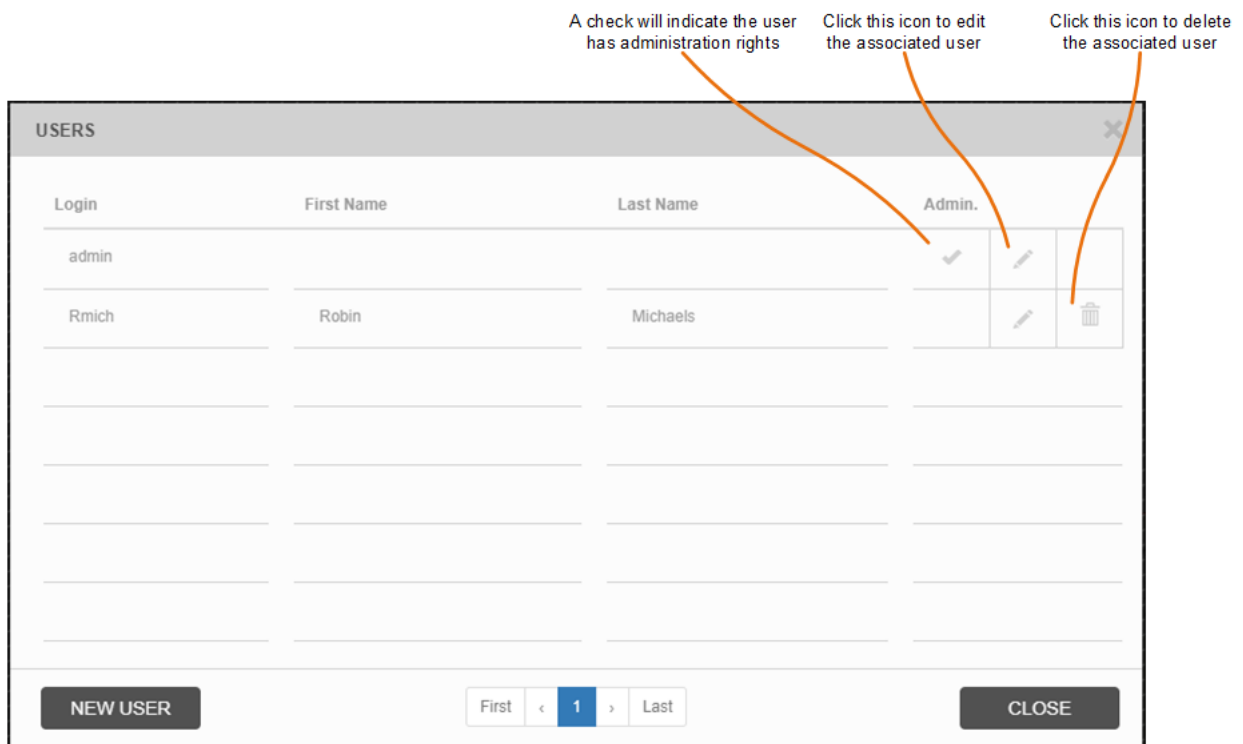 A check will indicate the user
has administration rights
Click this icon to edit
the associated user
Click this icon to delete
the associated user
USERS
Login First Name Last Name Admin.
admin
Rmich Robin Michaels
NEW USER First ‹ 1 › Last CLOSE